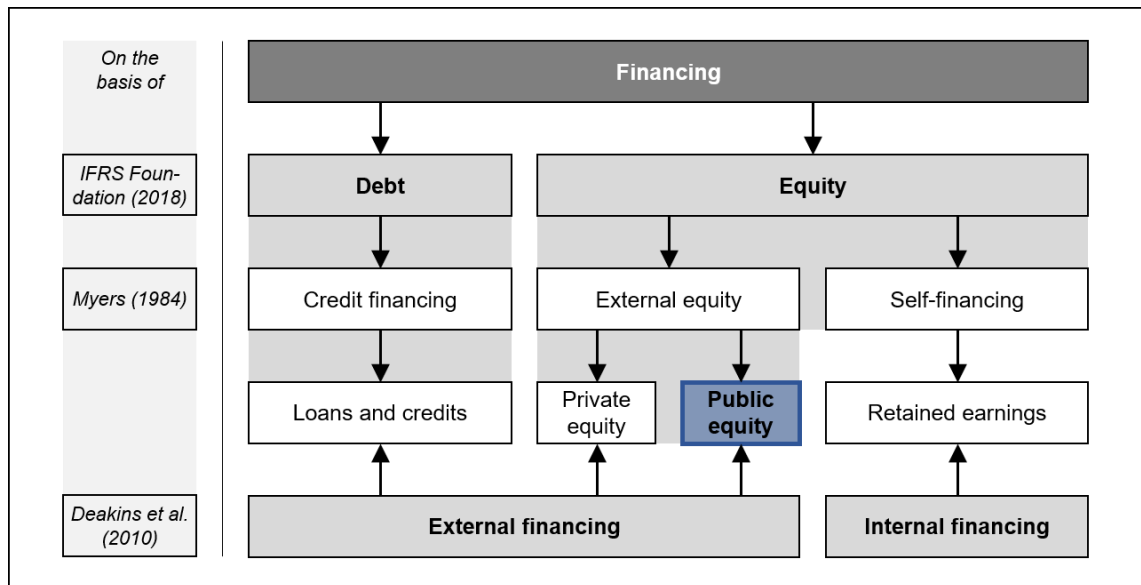 On the
basis of
Financing
IFRS Foun-
dation (2018)
Debt
Equity
Myers (1984)
Credit financing
External equity
Self-financing
Loans and credits
Private
equity
Public
equity
Retained earnings
Deakins et al.
(2010)
External financing
Internal financing